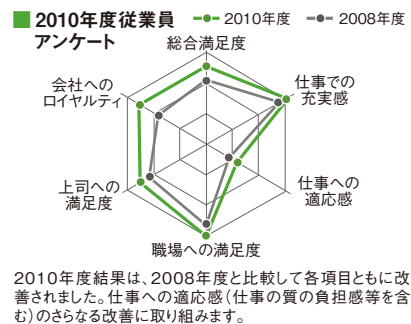 ■2010年度従業員
アンケート
2010年度 2008年度
総合満足度
仕事での
充実感
仕事への
適応感
職場への満足度
上司への
満足度
会社への
ロイヤルティ
2010年度結果は、2008年度と比較して各項目ともに改
善されました。仕事への適応感(仕事の質の負担感等を含
む)のさらなる改善に取り組みます。